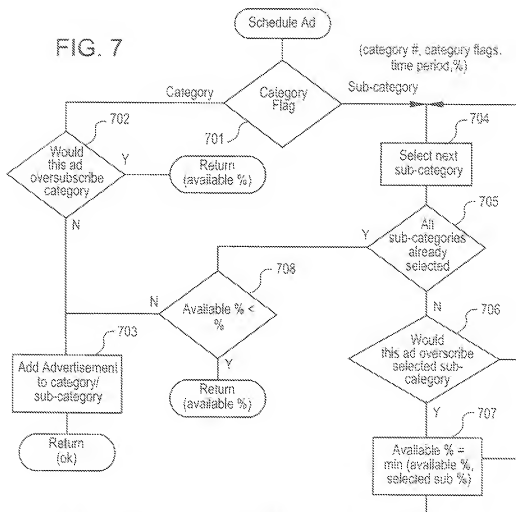 Schedule Ad
FIG. 7
(category #, category flags.
time period,%)
Category
Category
Flag
Sub-category
701
702
704
Would
this ad
oversubscribe
category
Y
Return
(available %)
Select next
sub-category
705
N
All
sub-categories
already
selected
Y
708
N
706
N
Available % <
%
Would
this ad overscribe
selected sub-
category
703
Y
Add Advertisement
to category/
sub-category
Return
(available %)
Y
707
Return
(ok)
Available % =
min (available %,
selected sub %)